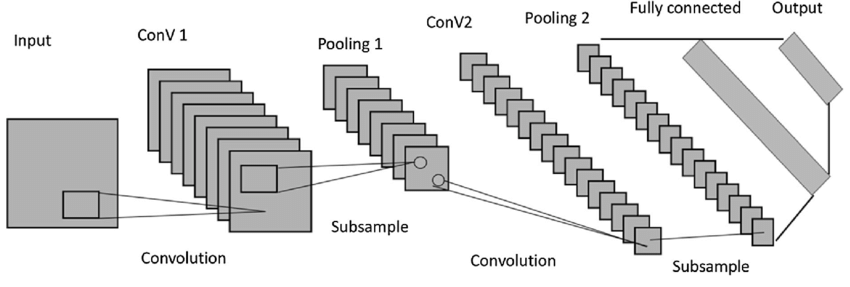 Input
ConV 1
Pooling 1
ConV2
Pooling 2
Fully connected
Output
Convolution
Subsample
Convolution
Subsample